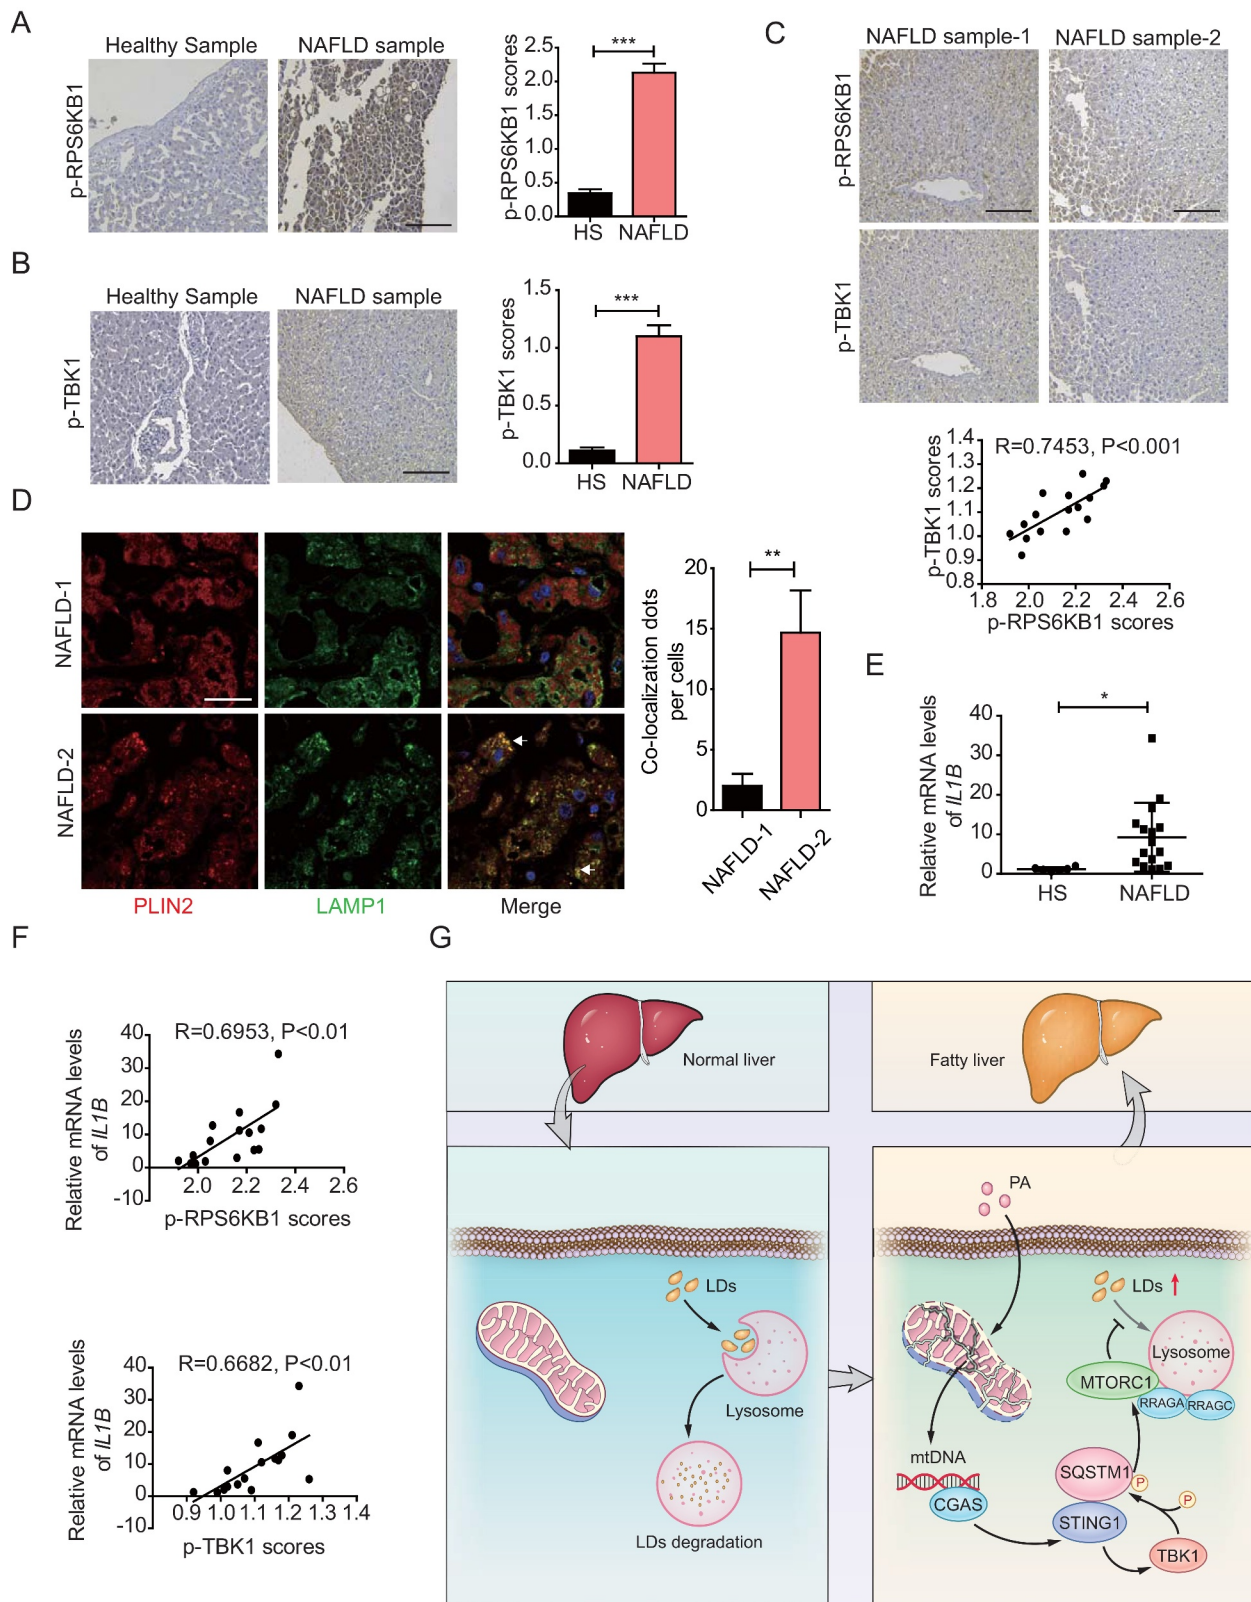 A
Healthy Sample
NAFLD sample
p-RPS6KB1
p-RPS6KB1 scores
2.5
2.0
1.5
1.0
0.5
0.0
***
HS
NAFLD
B
Healthy Sample
NAFLD sample
p-TBK1
p-TBK1 scores
1.5
1.0
0.5
0.0
***
HS
NAFLD
C
NAFLD sample-1
NAFLD sample-2
p-RPS6KB1
p-TBK1
p-TBK1 scores
1.4
1.3
1.2
1.1
1.0
0.9
0.8
R=0.7453, P<0.001
1.8
2.0
2.2
2.4
2.6
p-RPS6KB1 scores
D
NAFLD-1
NAFLD-2
PLIN2
LAMP1
Merge
Co-localization dots
per cells
20
15
10
5
0
**
NAFLD-1
NAFLD-2
E
Relative mRNA levels
of IL1B
40
30
20
10
0
*
HS
NAFLD
F
Relative mRNA levels
of IL1B
40
30
20
10
0
-10
R=0.6953, P<0.01
2.0
2.2
2.4
2.6
p-RPS6KB1 scores
Relative mRNA levels
of IL1B
40
30
20
10
0
-10
R=0.6682, P<0.01
0.9
1.0
1.1
1.2
1.3
1.4
p-TBK1 scores
G
Normal liver
Fatty liver
LDs
Lysosome
LDs degradation
PA
LDs
Lysosome
MTORC1
RRAGA
RRAGC
mtDNA
CGAS
SQSTM1
P
P
STING1
TBK1